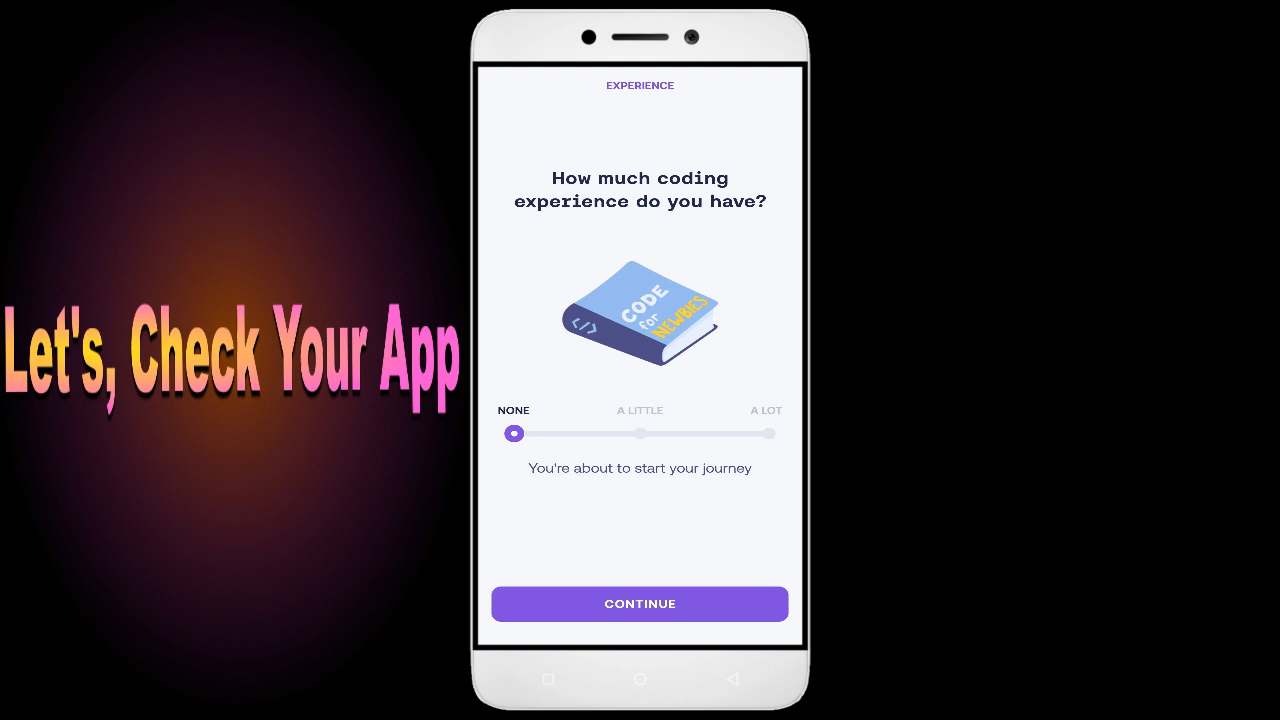 EXPERIENCE
How much coding
experience do you have?
CODE
for
NEWBIES
</>
NONE A LITTLE A LOT
You're about to start your journey
CONTINUE
Let's, Check Your App